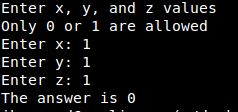 Enter x, y, and z values
Only 0 or 1 are allowed
Enter x: 1
Enter y: 1
Enter z: 1
The answer is 0